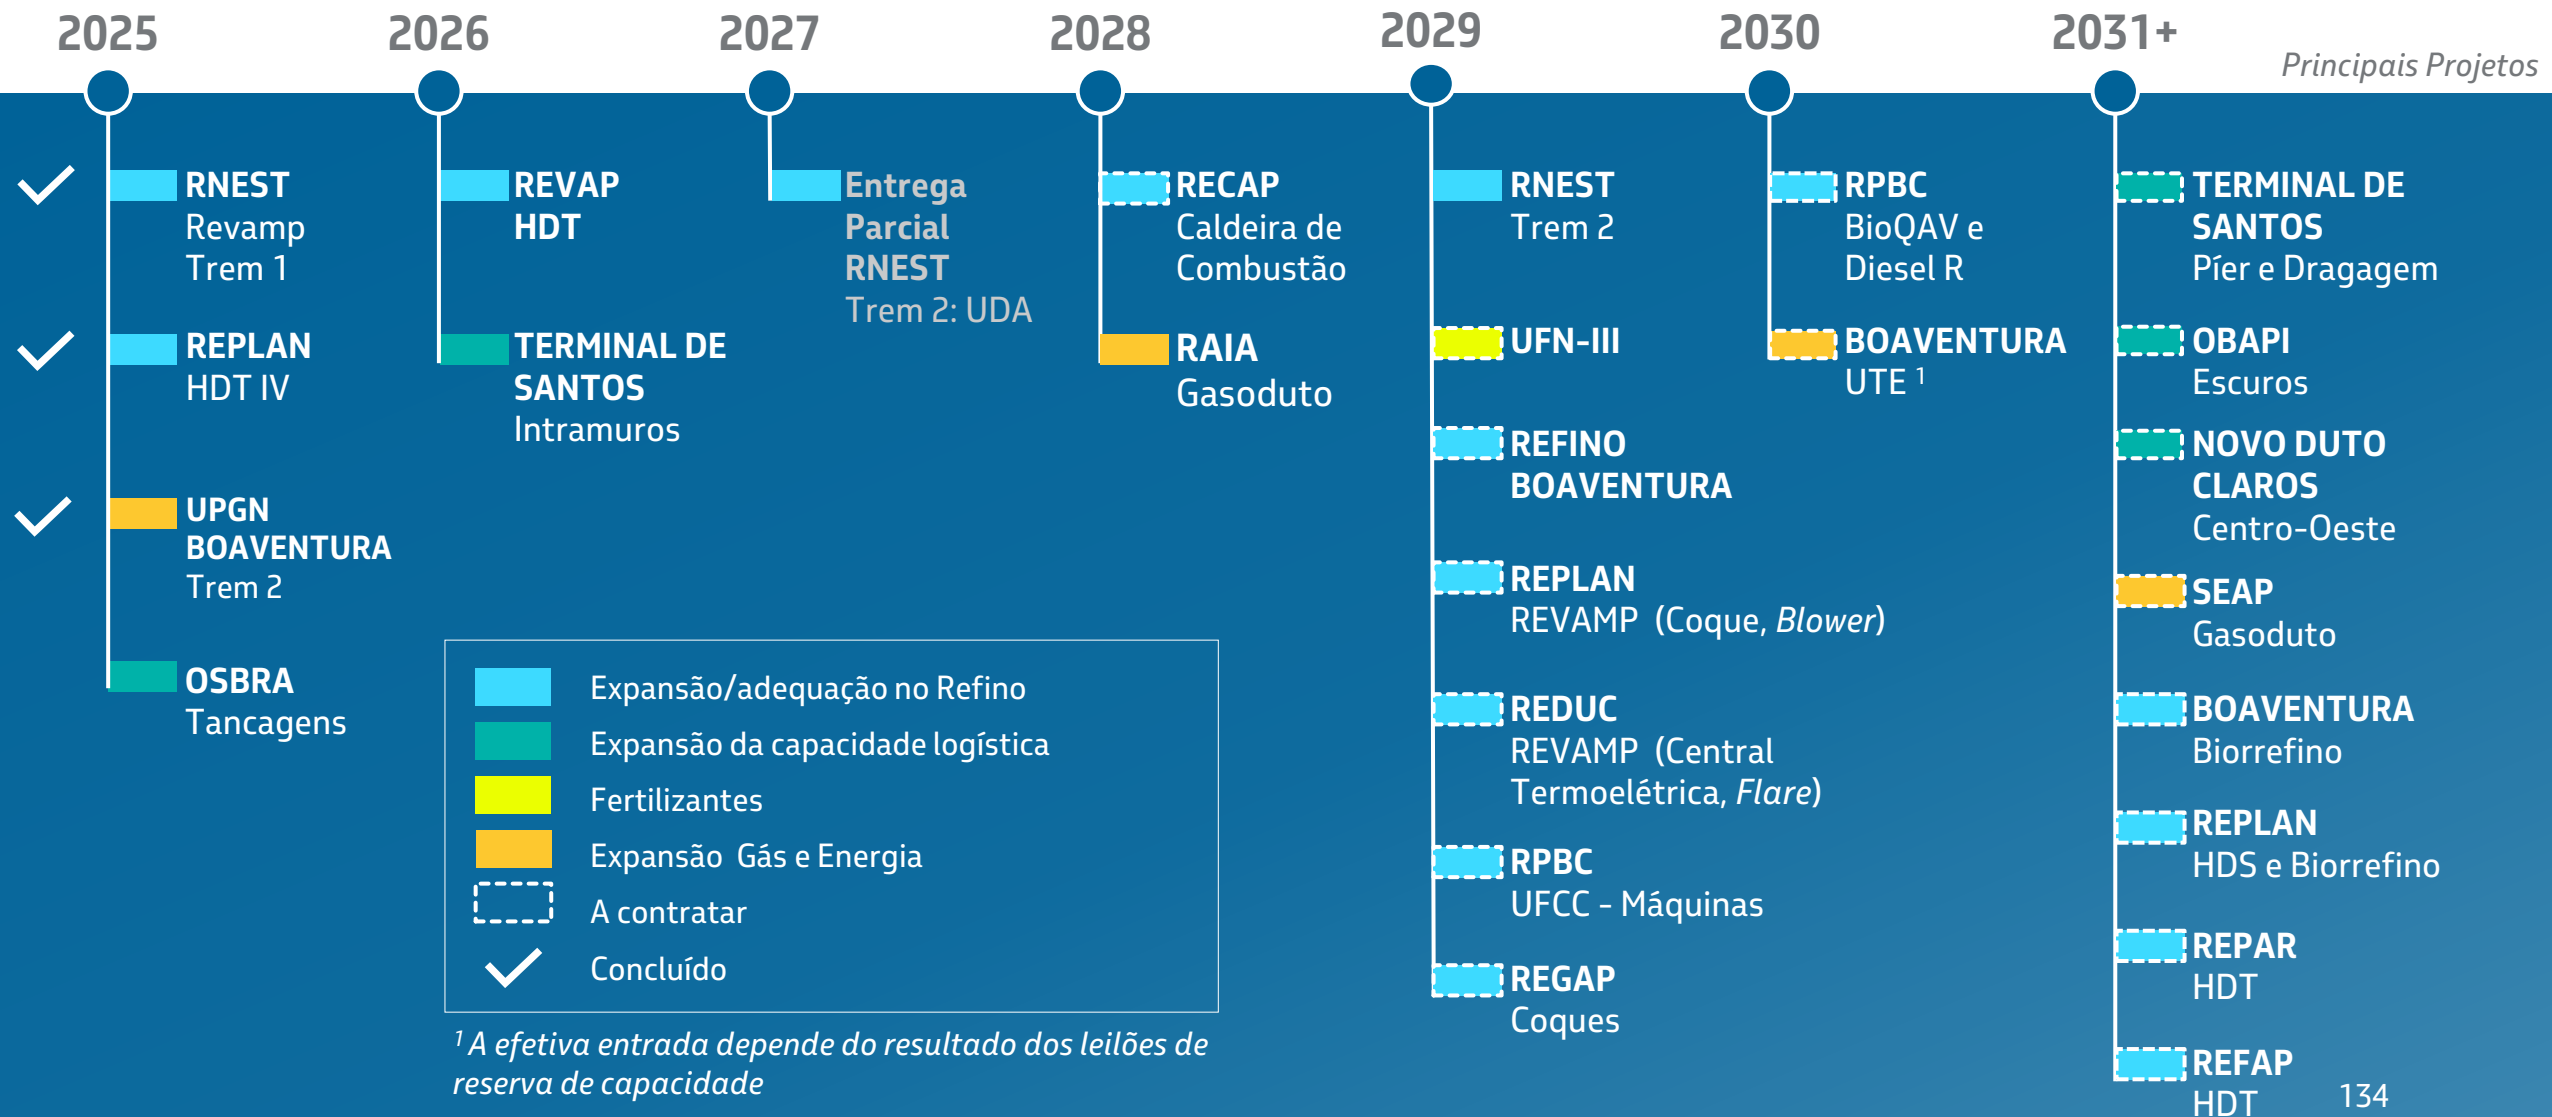 2025
2026
2027
2028
2029
2030
2031+
Principais Projetos
RNEST
Revamp
Trem 1
REPLAN
HDT IV
UPGN
BOAVENTURA
Trem 2
OSBRA
Tancagens
REVAP
HDT
TERMINAL DE
SANTOS
Intramuros
Entrega
Parcial
RNEST
Trem 2: UDA
RECAP
Caldeira de
Combustão
RAIA
Gasoduto
RNEST
Trem 2
UFN-III
REFINO
BOAVENTURA
REPLAN
REVAMP (Coque, Blower)
REDUC
REVAMP (Central
Termoelétrica, Flare)
RPBC
UFCC - Máquinas
REGAP
Coques
RPBC
BioQAV e
Diesel R
BOAVENTURA
UTE ¹
TERMINAL DE
SANTOS
Píer e Dragagem
OBAPI
Escuros
NOVO DUTO
CLAROS
Centro-Oeste
SEAP
Gasoduto
BOAVENTURA
Biorrefino
REPLAN
HDS e Biorrefino
REPAR
HDT
REFAP
HDT
Expansão/adequação no Refino
Expansão da capacidade logística
Fertilizantes
Expansão Gás e Energia
A contratar
Concluído
¹ A efetiva entrada depende do resultado dos leilões de
reserva de capacidade
134